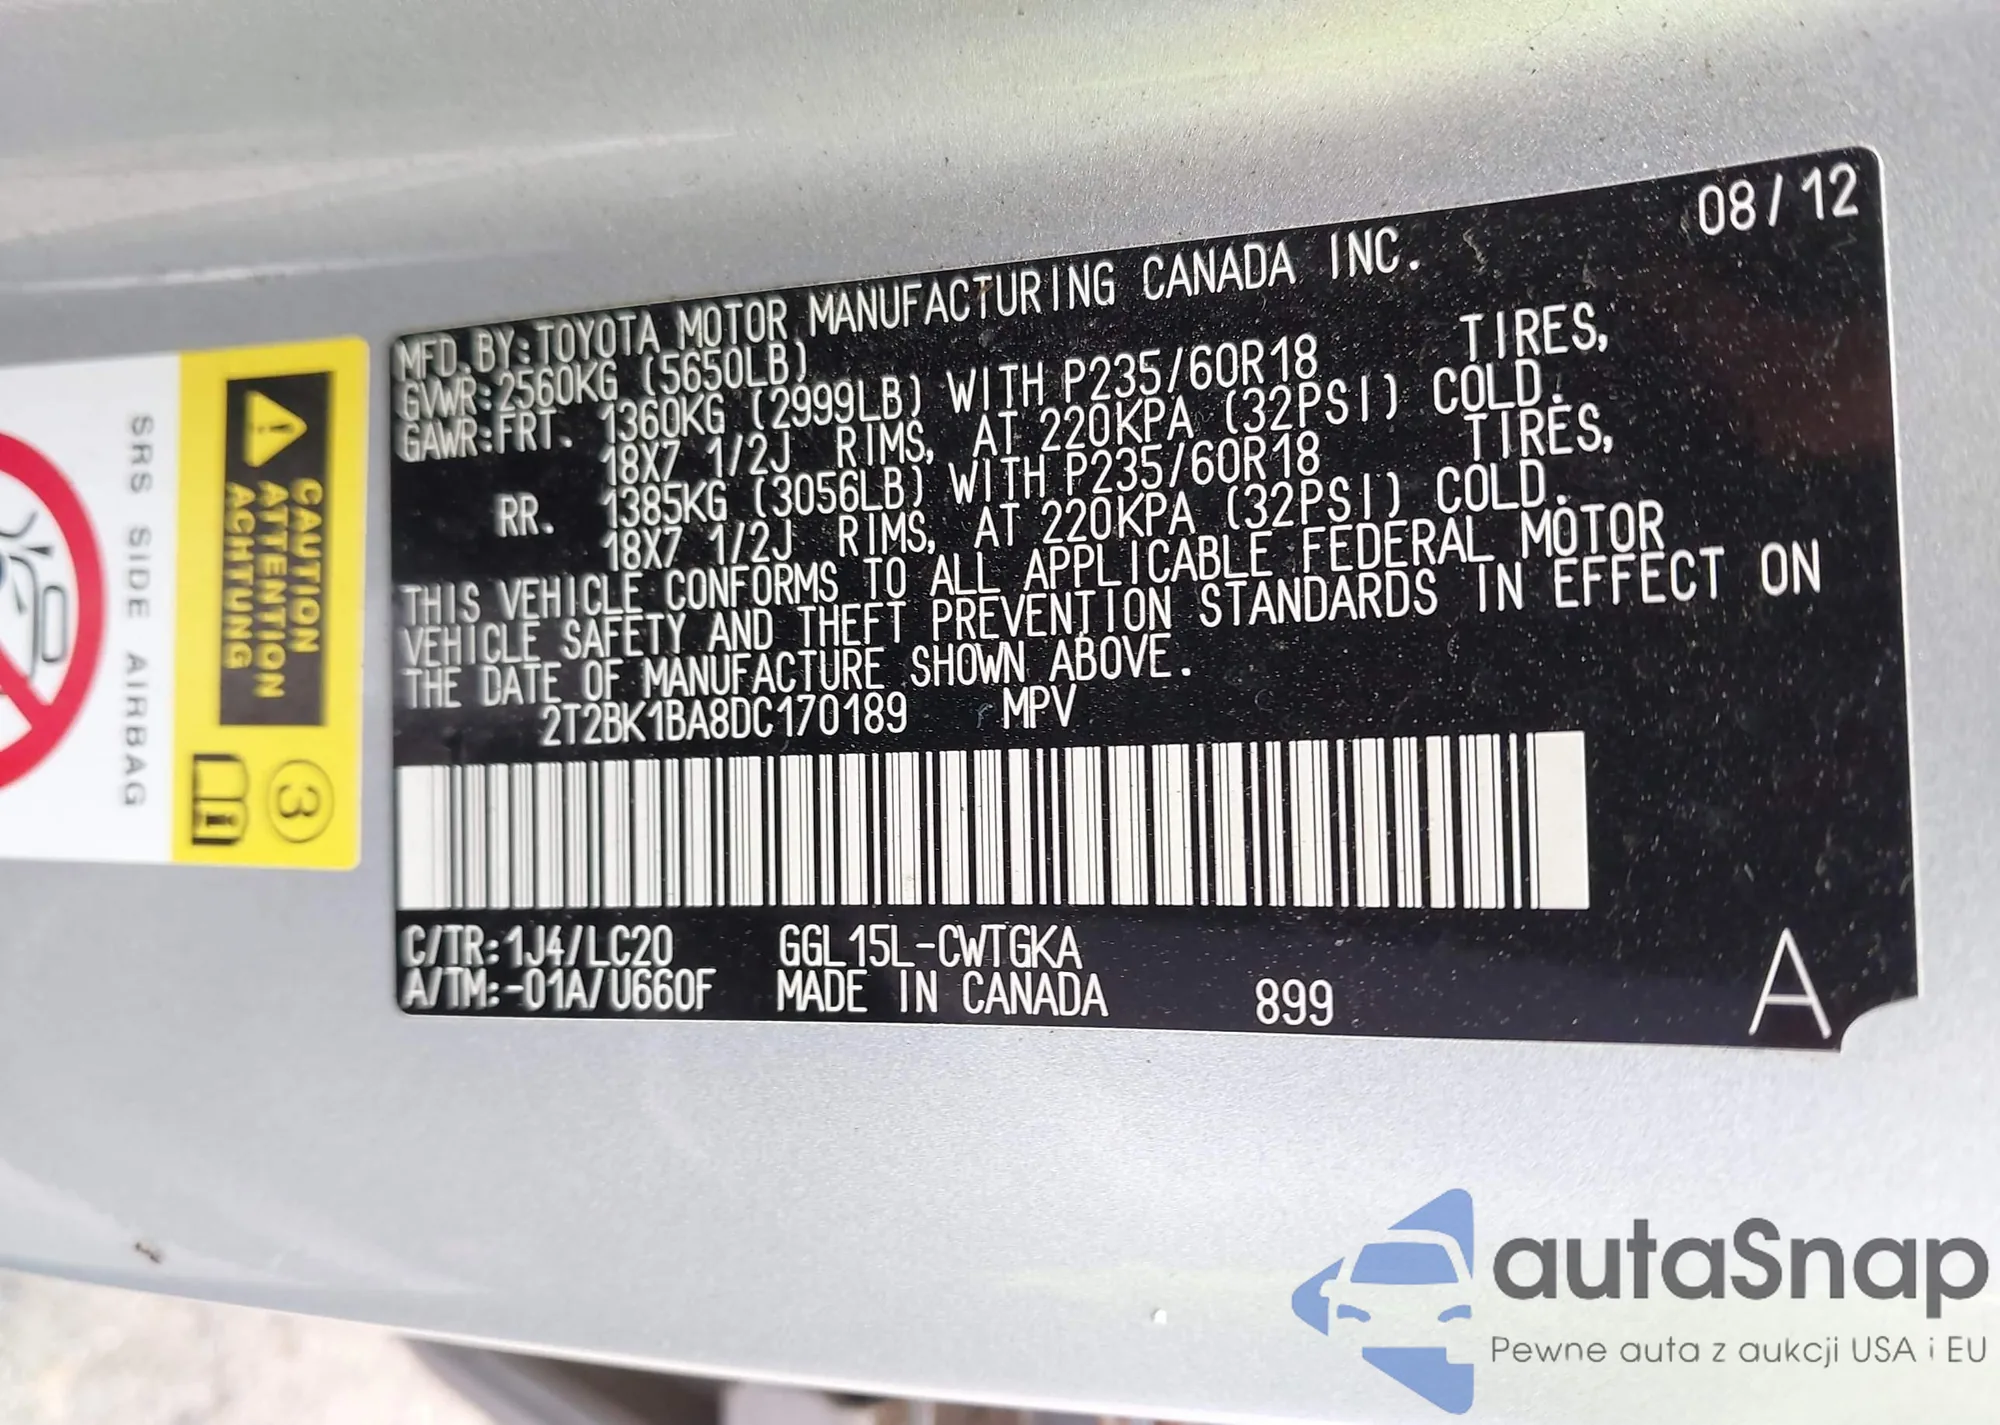 08/12
MFD. BY: TOYOTA MOTOR MANUFACTURING CANADA INC.
GVWR: 2560KG (5650LB)
GAWR: FRT. 1360KG (2999LB) WITH P235/60R18 TIRES,
18X7 1/2J RIMS, AT 220KPA (32PSI) COLD.
RR. 1385KG (3056LB) WITH P235/60R18 TIRES,
18X7 1/2J RIMS, AT 220KPA (32PSI) COLD.
THIS VEHICLE CONFORMS TO ALL APPLICABLE FEDERAL MOTOR
VEHICLE SAFETY AND THEFT PREVENTION STANDARDS IN EFFECT ON
THE DATE OF MANUFACTURE SHOWN ABOVE.
2T2BK1BA8DC170189 MPV
C/TR: 1J4/LC20 GGL15L-CWTGKA
A/TM: -01A/U660F MADE IN CANADA 899 A
CAUTION
ATTENTION
ACHTUNG
3
SRS SIDE AIRBAG
autaSnap
Pewne auta z aukcji USA i EU